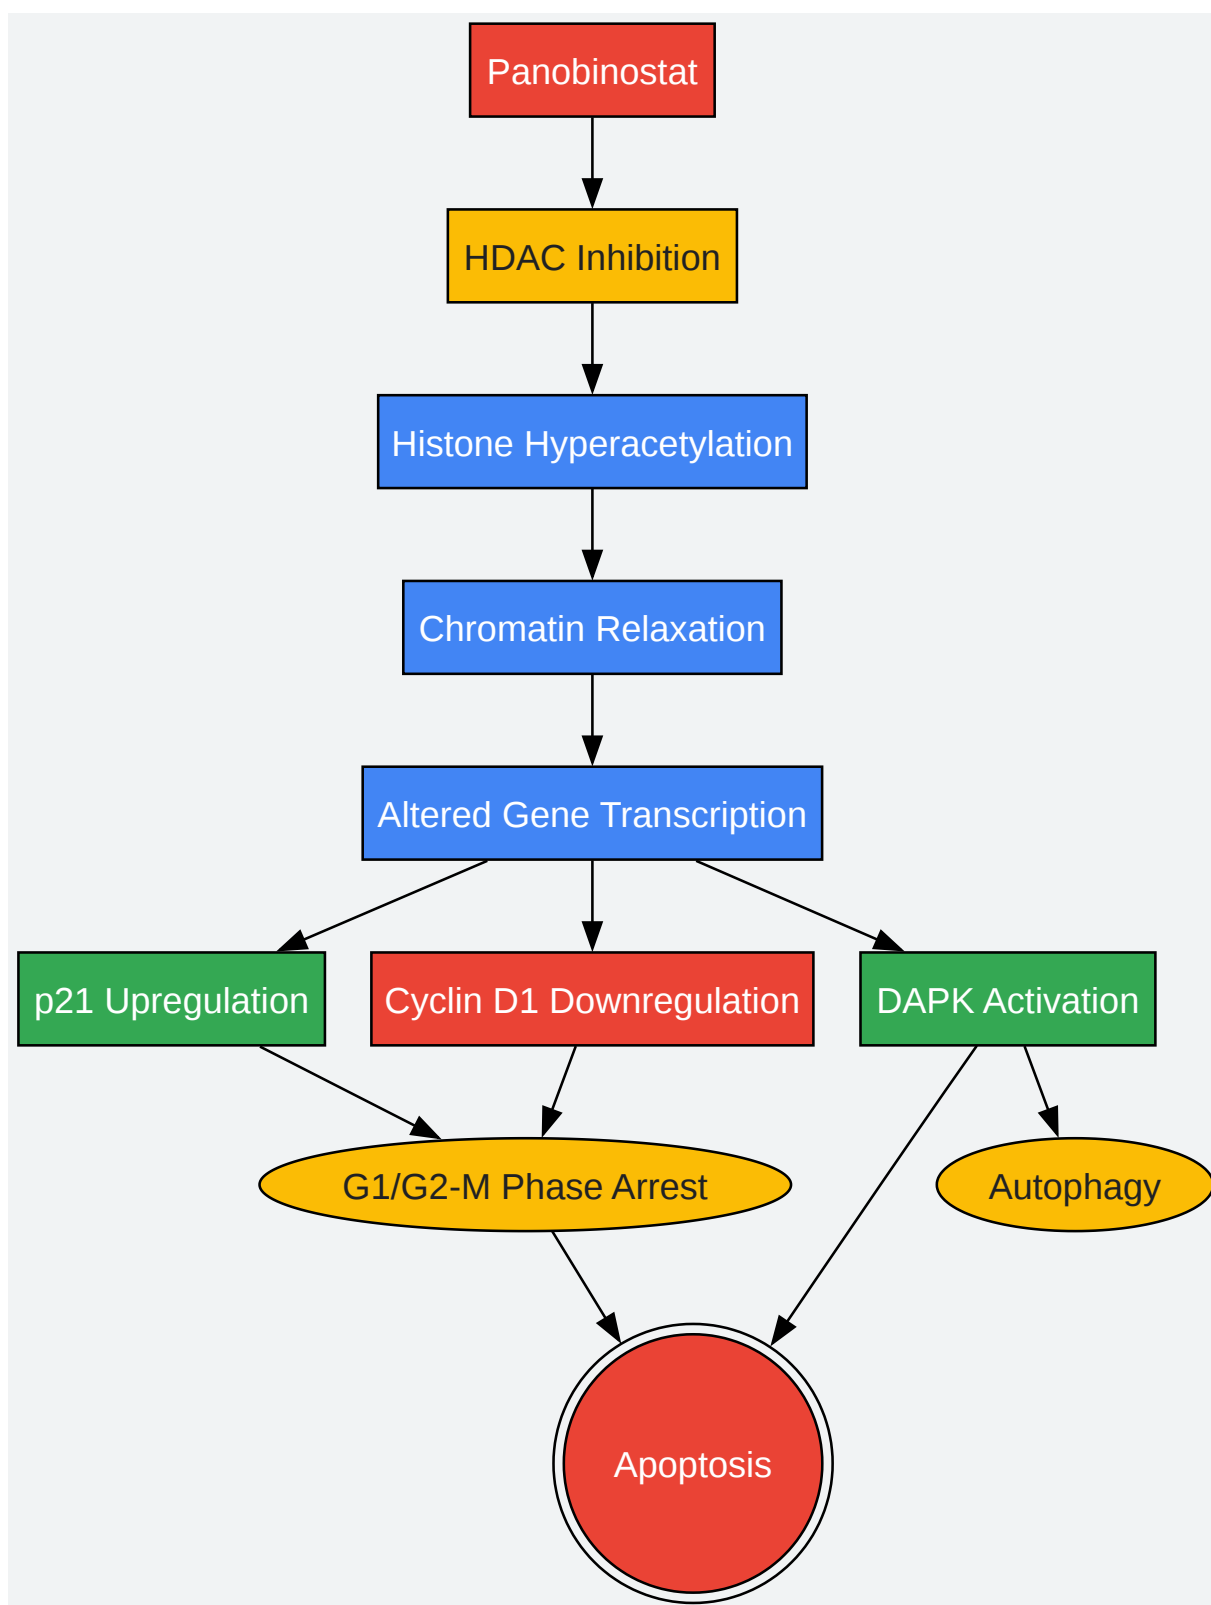 Panobinostat
HDAC Inhibition
Histone Hyperacetylation
Chromatin Relaxation
Altered Gene Transcription
p21 Upregulation
Cyclin D1 Downregulation
DAPK Activation
G1/G2-M Phase Arrest
Autophagy
Apoptosis